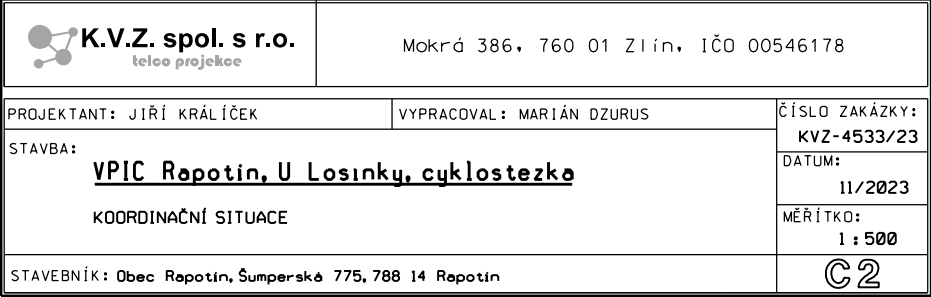 K.V.Z. spol. s r.o.
telco projekce
Mokrá 386, 760 01 Zlín, IČO 00546178
PROJEKTANT: JIŘÍ KRÁLÍČEK
VYPRACOVAL: MARIÁN DZURUS
ČÍSLO ZAKÁZKY:
KVZ-4533/23
STAVBA:
VPIC Rapotín, U Losinky, cyklostezka
KOORDINAČNÍ SITUACE
DATUM:
11/2023
MĚŘÍTKO:
1:500
STAVEBNÍK: Obec Rapotín, Šumperská 775, 788 14 Rapotín
C2